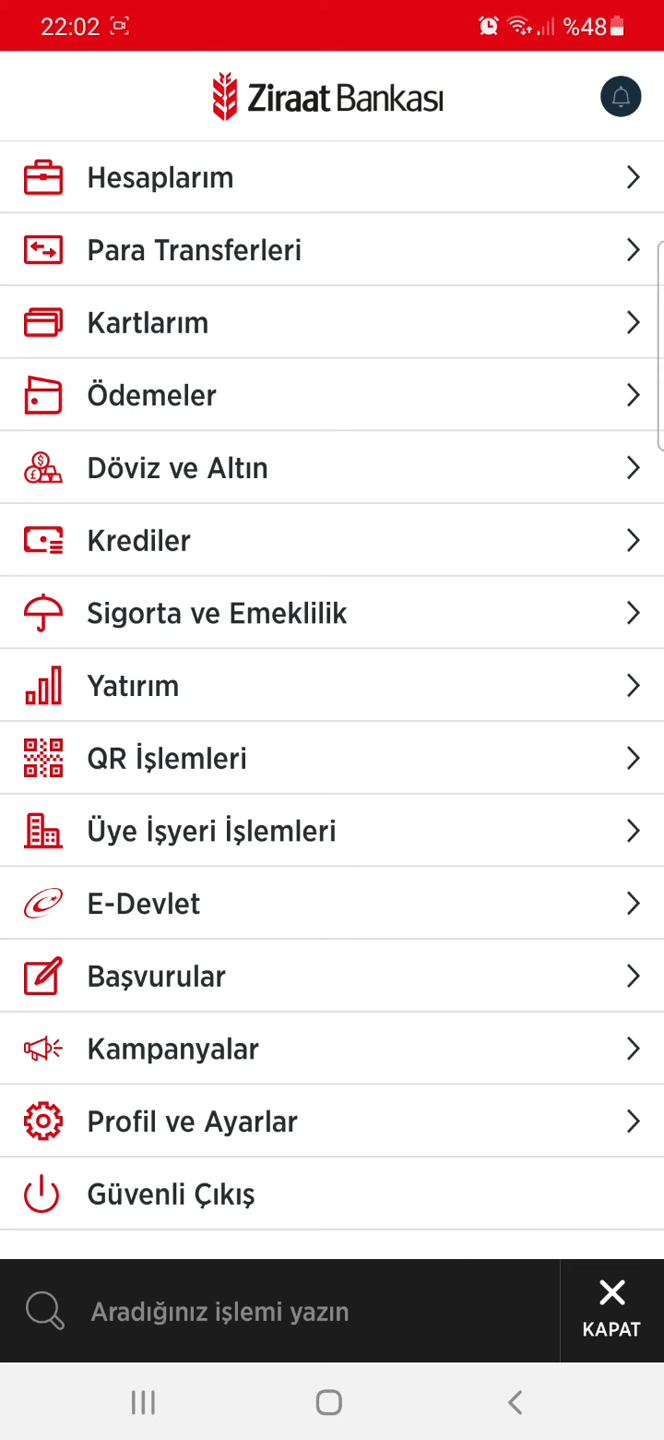 22:02 %48
Ziraat Bankası
Hesaplarım
Para Transferleri
Kartlarım
Ödemeler
Döviz ve Altın
Krediler
Sigorta ve Emeklilik
Yatırım
QR İşlemleri
Üye İşyeri İşlemleri
E-Devlet
Başvurular
Kampanyalar
Profil ve Ayarlar
Güvenli Çıkış
Aradığınız işlemi yazın
KAPAT